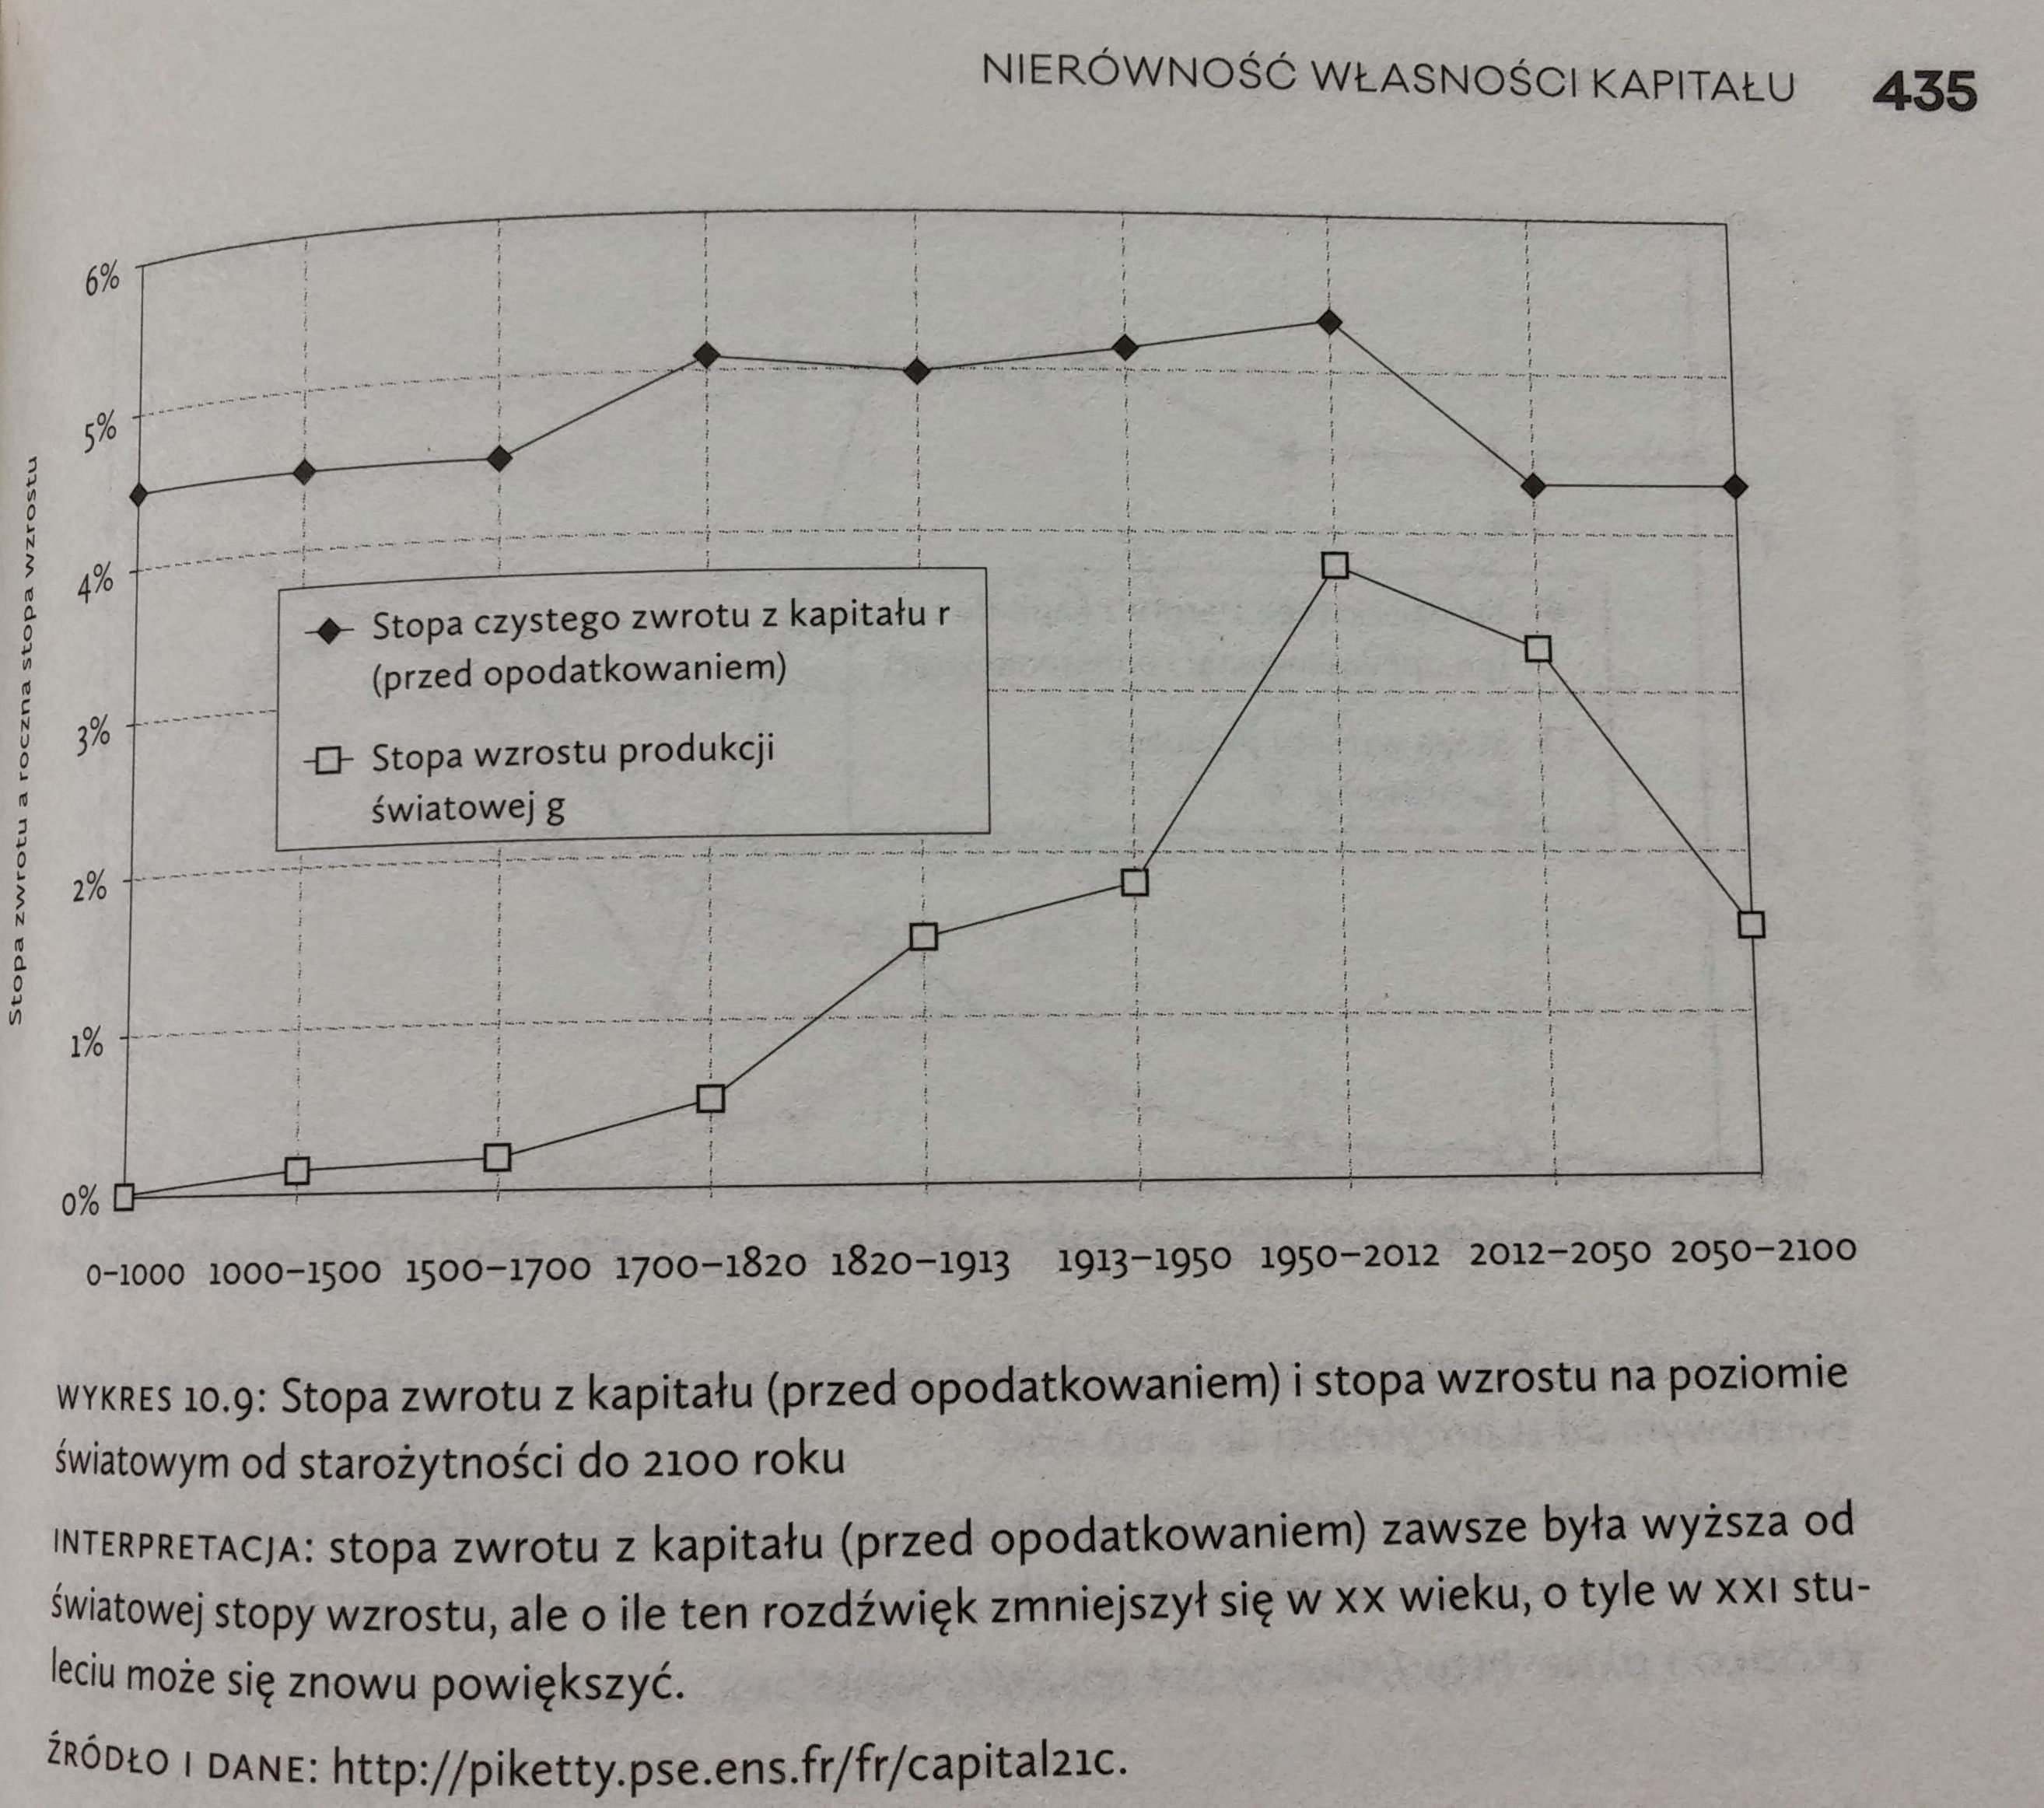 NIERÓWNOŚĆ WŁASNOŚCI KAPITAŁU 435
Stopa zwrotu a roczna stopa wzrostu
6%
5%
4%
3%
2%
1%
0%
Stopa czystego zwrotu z kapitału r
(przed opodatkowaniem)
Stopa wzrostu produkcji
światowej g
0–1000 1000–1500 1500–1700 1700–1820 1820–1913 1913–1950 1950–2012 2012–2050 2050–2100
WYKRES 10.9: Stopa zwrotu z kapitału (przed opodatkowaniem) i stopa wzrostu na poziomie
światowym od starożytności do 2100 roku
INTERPRETACJA: stopa zwrotu z kapitału (przed opodatkowaniem) zawsze była wyższa od
światowej stopy wzrostu, ale o ile ten rozdźwięk zmniejszył się w XX wieku, o tyle w XXI stu-
leciu może się znowu powiększyć.
ŹRÓDŁO I DANE: http://piketty.pse.ens.fr/fr/capital21c.